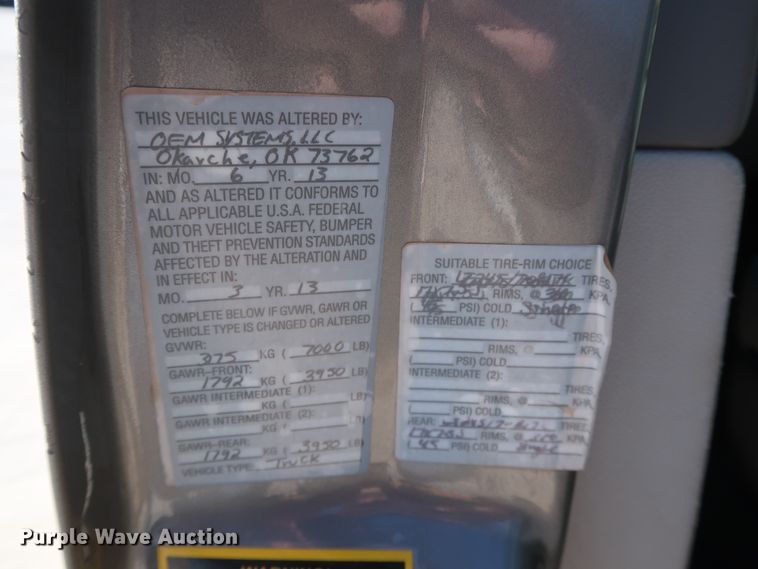 THIS VEHICLE WAS ALTERED BY:
OEM SYSTEMS, LLC
Okarche, OK 73762
IN: MO. 6 YR. 13
AND AS ALTERED IT CONFORMS TO
ALL APPLICABLE U.S.A. FEDERAL
MOTOR VEHICLE SAFETY, BUMPER
AND THEFT PREVENTION STANDARDS
AFFECTED BY THE ALTERATION AND
IN EFFECT IN:
MO. 3 YR. 13
COMPLETE BELOW IF GVWR, GAWR OR
VEHICLE TYPE IS CHANGED OR ALTERED
GVWR:
KG ( 7000 LB)
GAWR-FRONT:
1792 KG ( 3950 LB)
GAWR INTERMEDIATE (1):
KG ( LB)
GAWR INTERMEDIATE (2):
KG ( LB)
GAWR-REAR:
1792 KG ( 3950 LB)
VEHICLE TYPE: Truck
SUITABLE TIRE-RIM CHOICE
FRONT: TIRES,
RIMS, @ KPA,
( PSI) COLD
INTERMEDIATE (1):
TIRES,
RIMS, @ KPA,
( PSI) COLD
INTERMEDIATE (2):
TIRES,
RIMS, @ KPA,
( PSI) COLD
REAR: TIRES
RIMS, @ KPA,
( 45 PSI) COLD Single
Purple Wave Auction®
WARNING